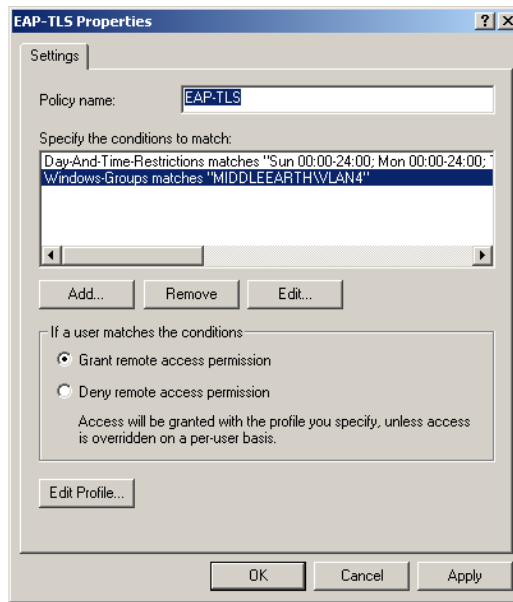 EAP-TLS Properties
Settings
Policy name: EAP-TLS
Specify the conditions to match:
Day-And-Time-Restrictions matches "Sun 00:00-24:00; Mon 00:00-24:00;
Windows-Groups matches "MIDDLEEARTH\VLAN4"
Add... Remove Edit...
If a user matches the conditions
Grant remote access permission
Deny remote access permission
Access will be granted with the profile you specify, unless access
is overridden on a per-user basis.
Edit Profile...
OK Cancel Apply